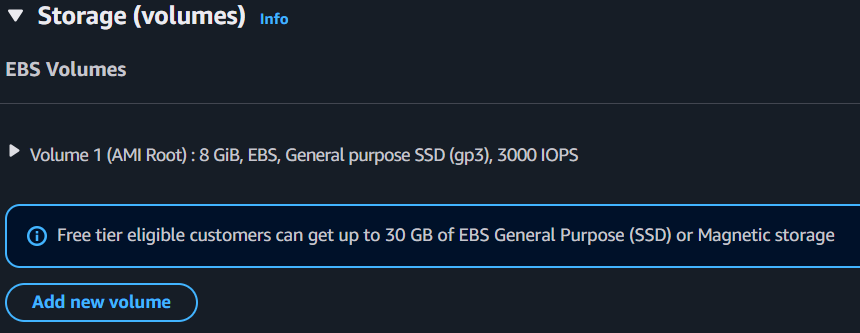 Storage (volumes) Info
EBS Volumes
Volume 1 (AMI Root) : 8 GiB, EBS, General purpose SSD (gp3), 3000 IOPS
Free tier eligible customers can get up to 30 GB of EBS General Purpose (SSD) or Magnetic storage
Add new volume